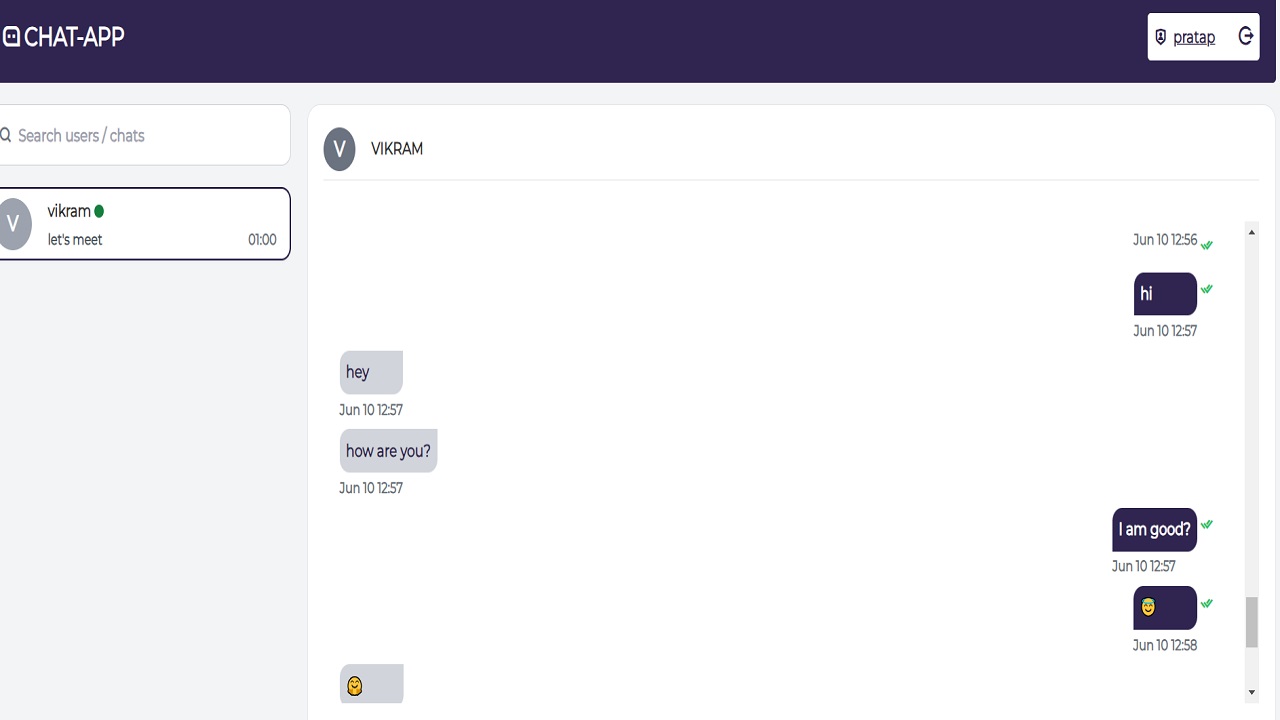 CHAT-APP
pratap
Search users / chats
V
vikram
let's meet 01:00
V VIKRAM
Jun 10 12:56
hi
Jun 10 12:57
hey
Jun 10 12:57
how are you?
Jun 10 12:57
I am good?
Jun 10 12:57
😇
Jun 10 12:58
🤗